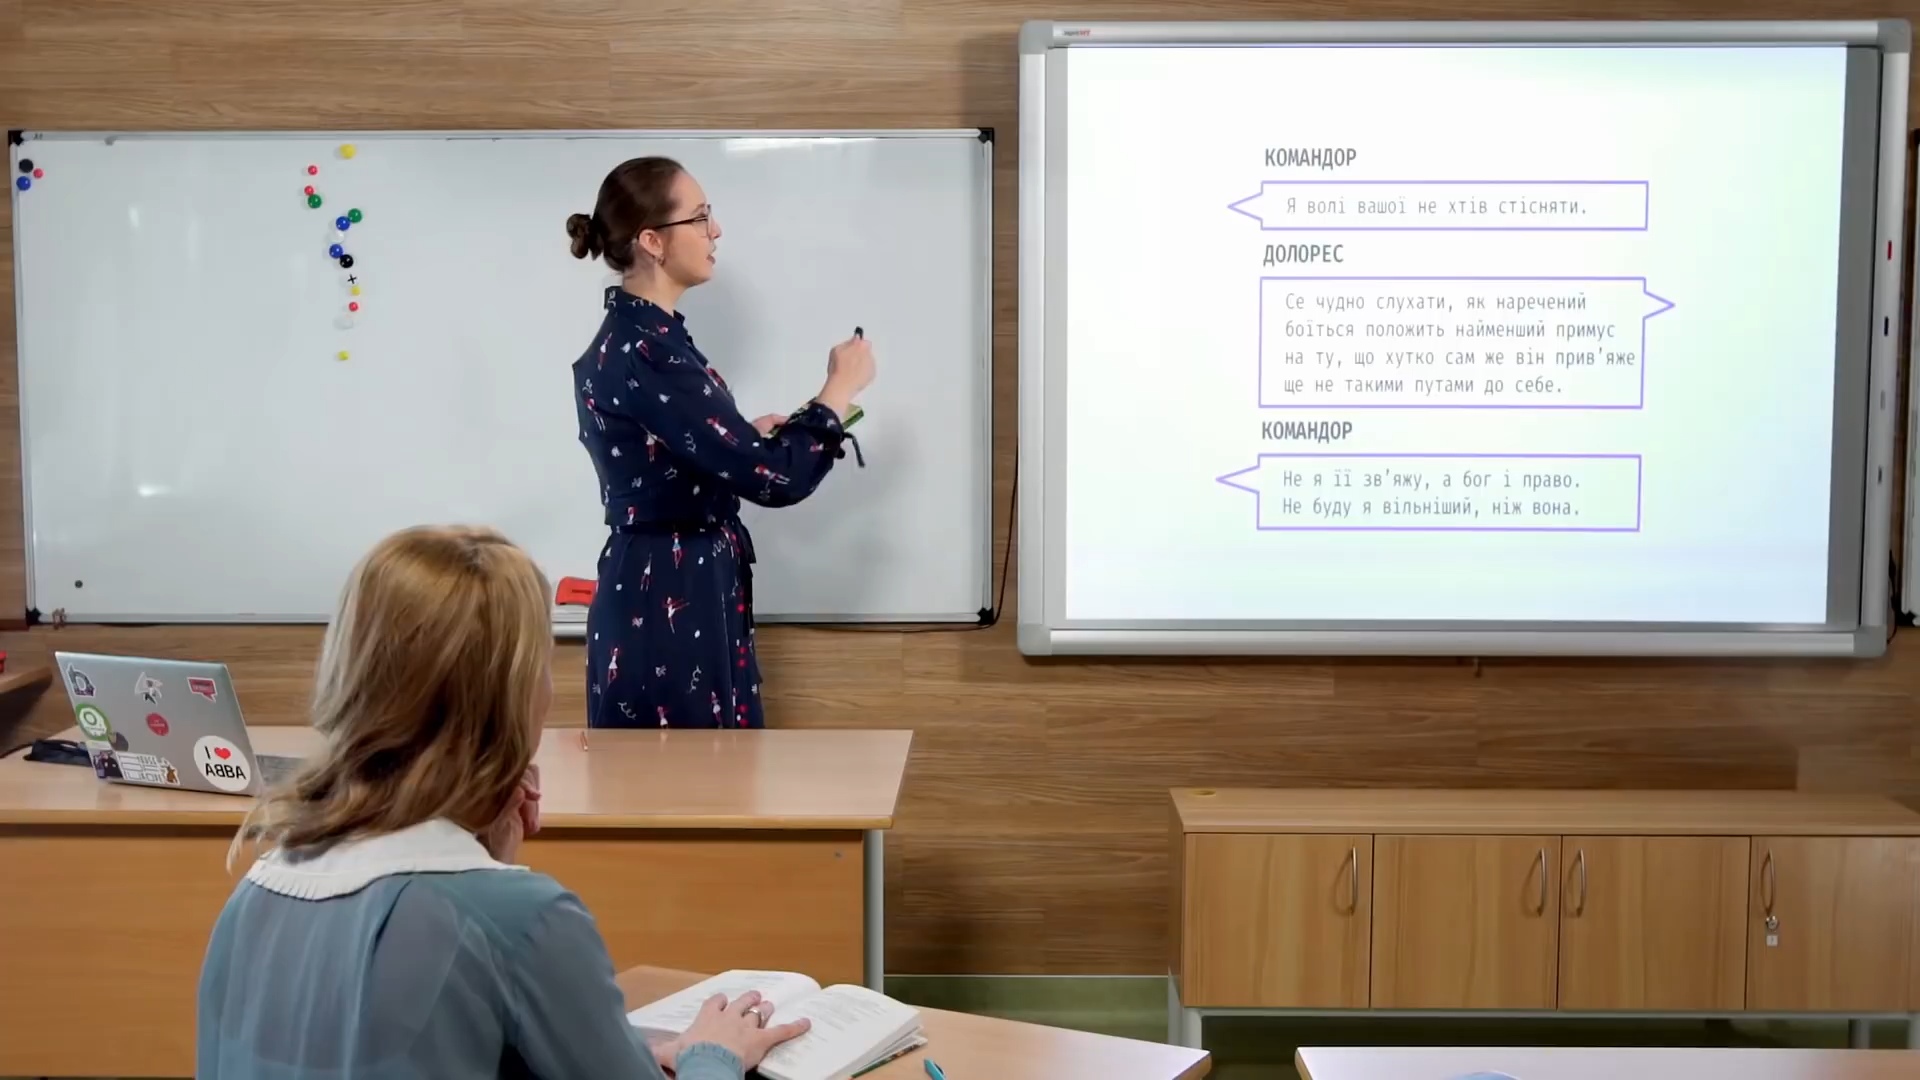 КОМАНДОР
Я волі вашої не хтів стісняти.
ДОЛОРЕС
Се чудно слухати, як наречений
боїться положить найменший примус
на ту, що хутко сам же він прив’яже
ще не такими путами до себе.
КОМАНДОР
Не я її зв’яжу, а бог і право.
Не буду я вільніший, ніж вона.
I ❤ ABBA